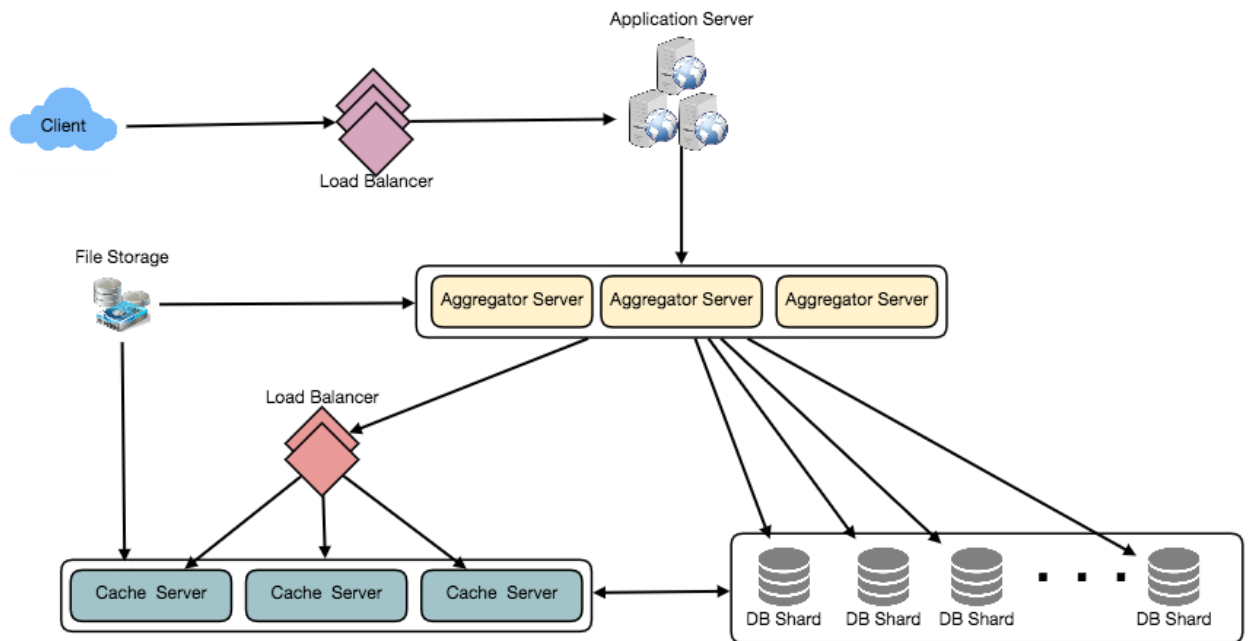 Application Server
Client
Load Balancer
File Storage
Aggregator Server
Aggregator Server
Aggregator Server
Load Balancer
Cache Server
Cache Server
Cache Server
DB Shard
DB Shard
DB Shard
. . .
DB Shard